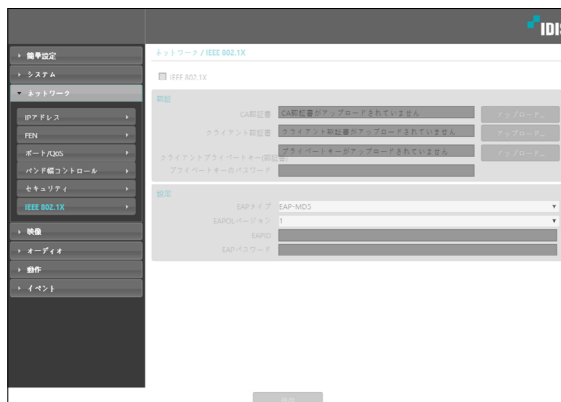 IDIS
簡単設定
システム
ネットワーク
IPアドレス
FEN
ポート/QoS
バンド幅コントロール
セキュリティ
IEEE 802.1X
映像
オーディオ
動作
イベント
ネットワーク / IEEE 802.1X
IEEE 802.1X
認証
CA認証書 CA認証書がアップロードされていません アップロード…
クライアント認証書 クライアント認証書がアップロードされていません アップロード…
クライアントプライベートキー(認証書) プライベートキーがアップロードされていません アップロード…
プライベートキーのパスワード
設定
EAPタイプ EAP-MD5
EAPOLバージョン 1
EAPID
EAPパスワード